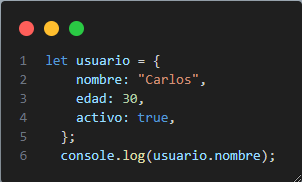 1 let usuario = {
2     nombre: "Carlos",
3     edad: 30,
4     activo: true,
5   };
6   console.log(usuario.nombre);